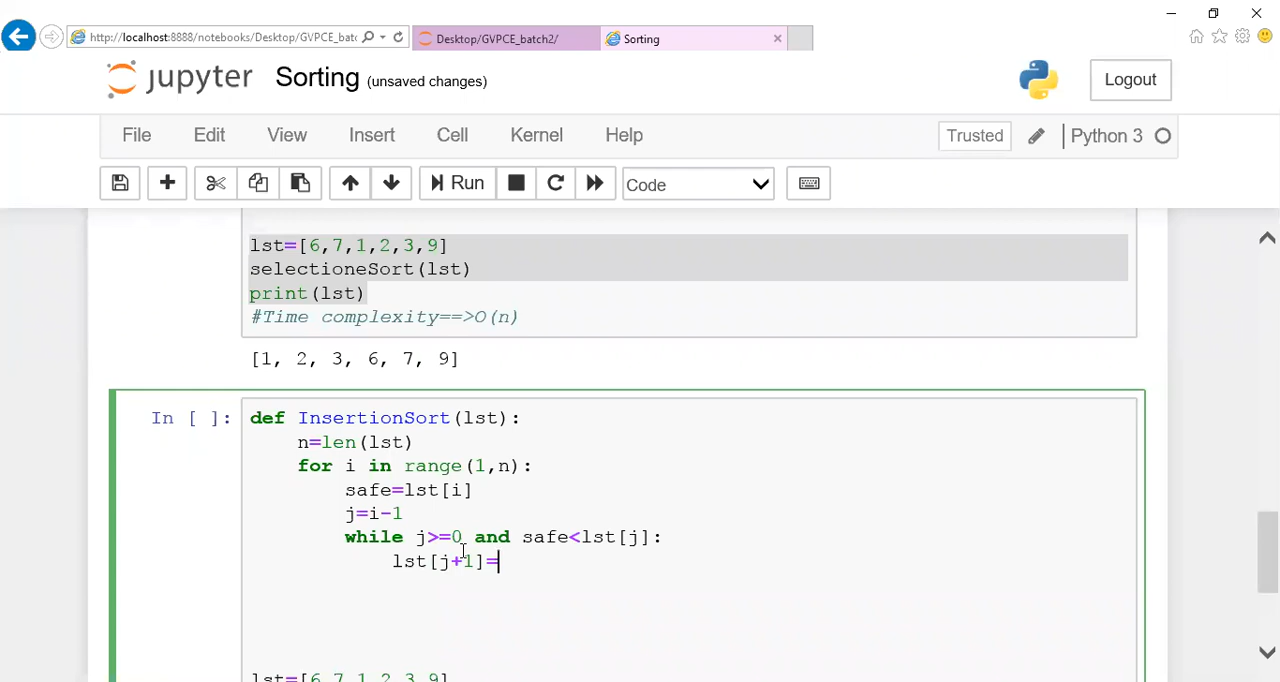 http://localhost:8888/notebooks/Desktop/GVPCE_batc
Desktop/GVPCE_batch2/
Sorting
jupyter Sorting (unsaved changes)
Logout
File Edit View Insert Cell Kernel Help
Trusted Python 3
Run Code
lst=[6,7,1,2,3,9]
selectioneSort(lst)
print(lst)
#Time complexity==>O(n)
[1, 2, 3, 6, 7, 9]
In [ ]: def InsertionSort(lst):
n=len(lst)
for i in range(1,n):
safe=lst[i]
j=i-1
while j>=0 and safe<lst[j]:
lst[j+1]=
lst=[6,7,1,2,3,9]